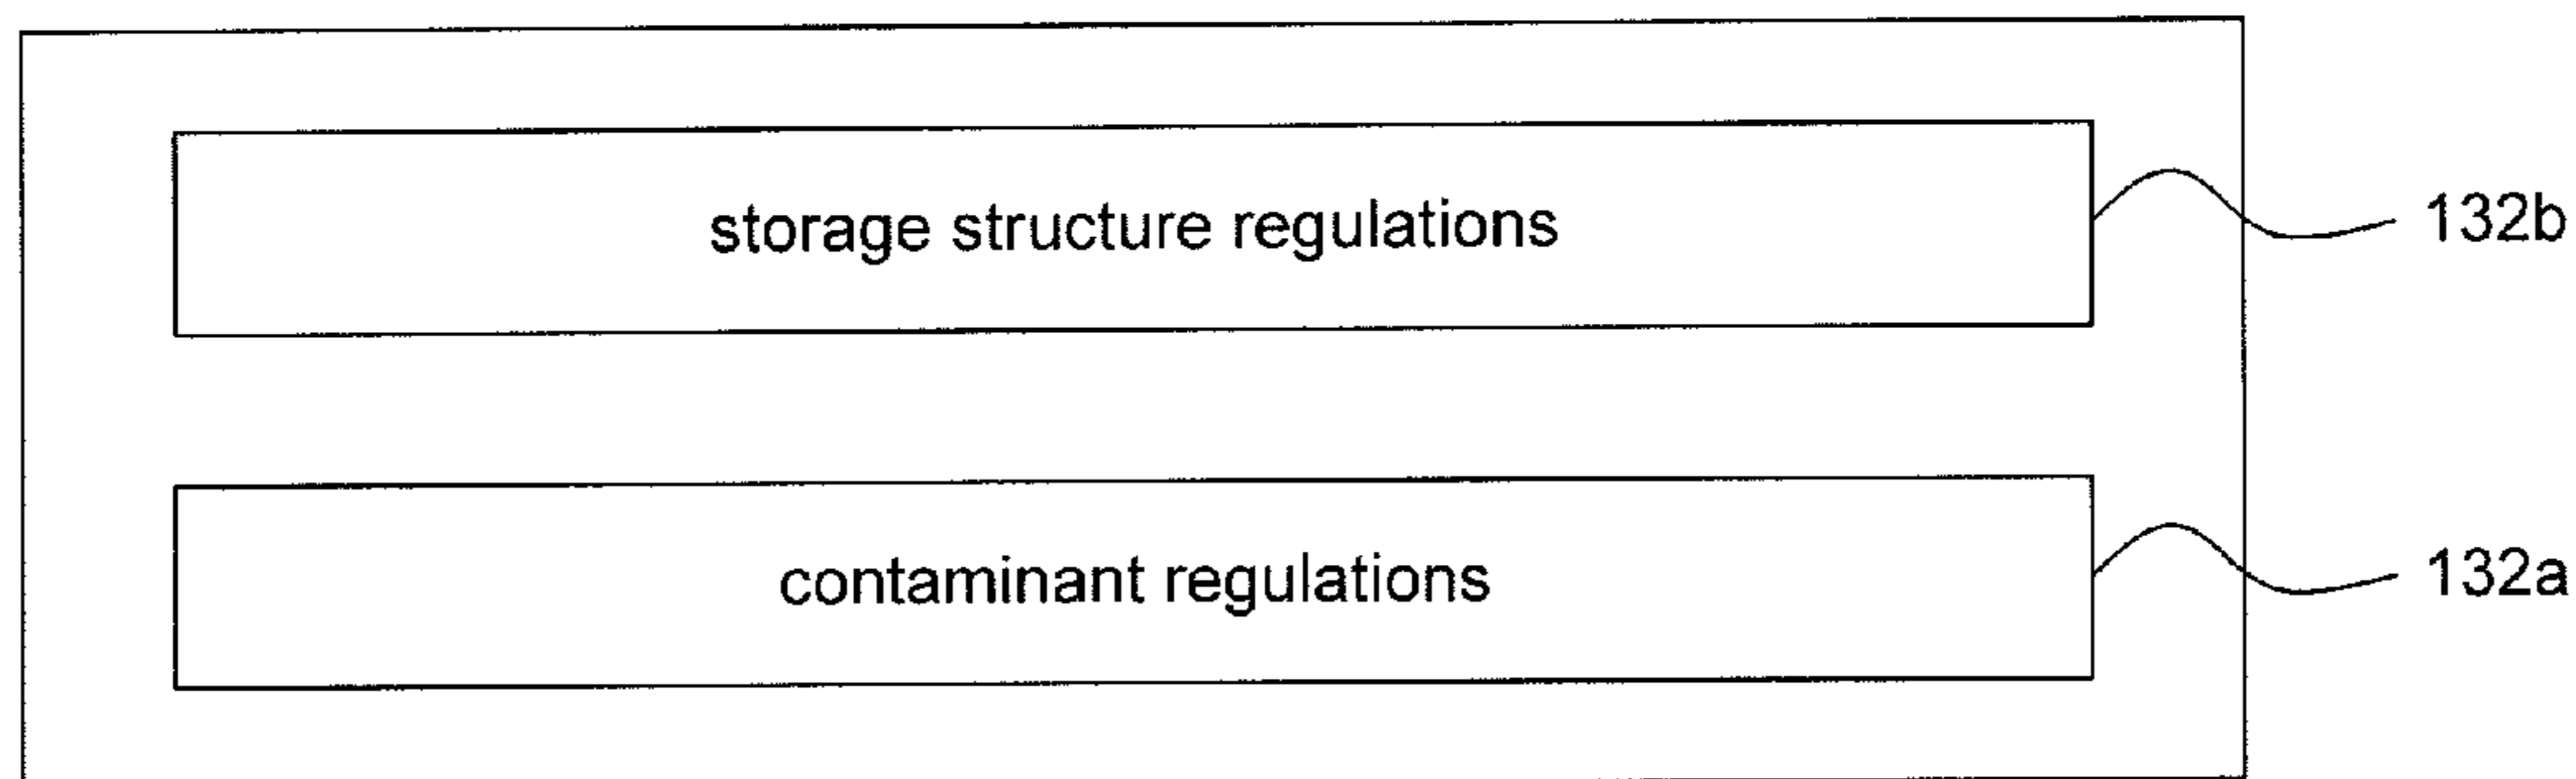 storage structure regulations
132b
contaminant regulations
132a